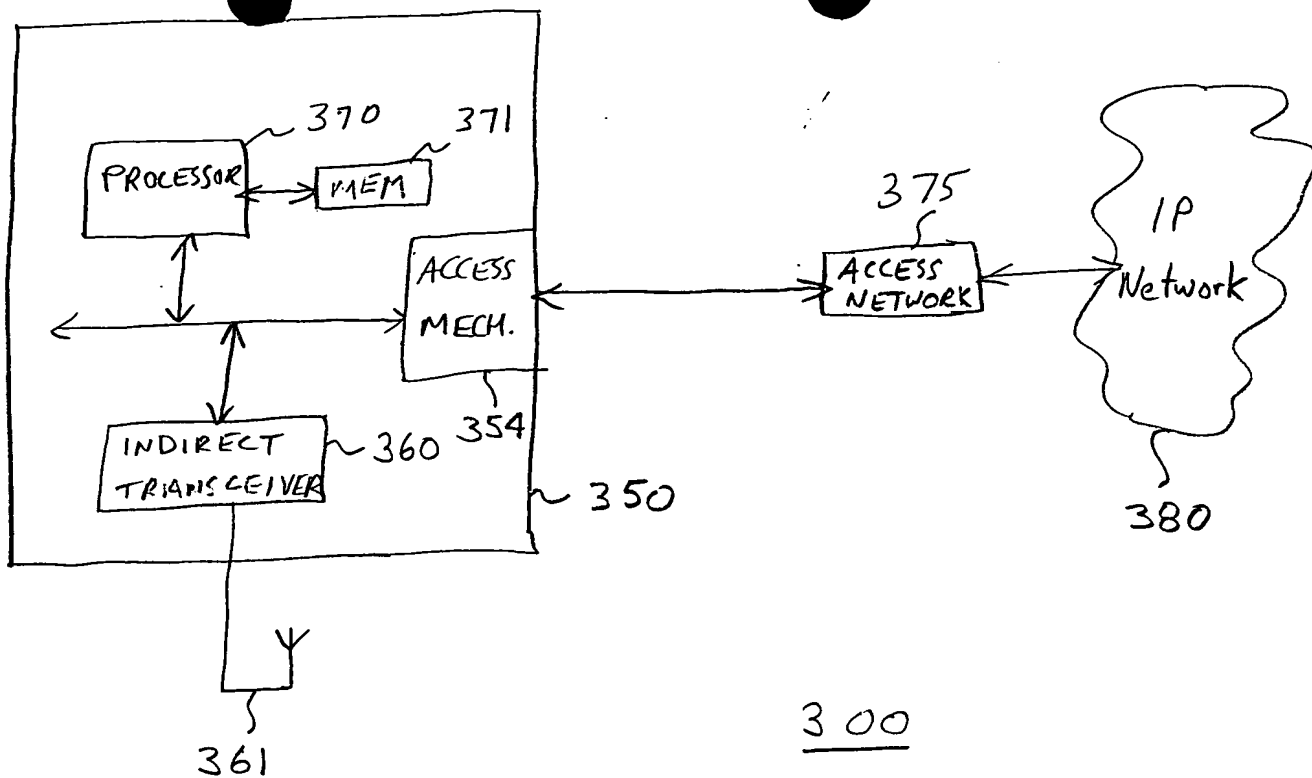 370
371
PROCESSOR
MEM
375
IP
Network
ACCESS
MECH.
ACCESS
NETWORK
354
INDIRECT
TRANSCEIVER
360
350
380
361
300